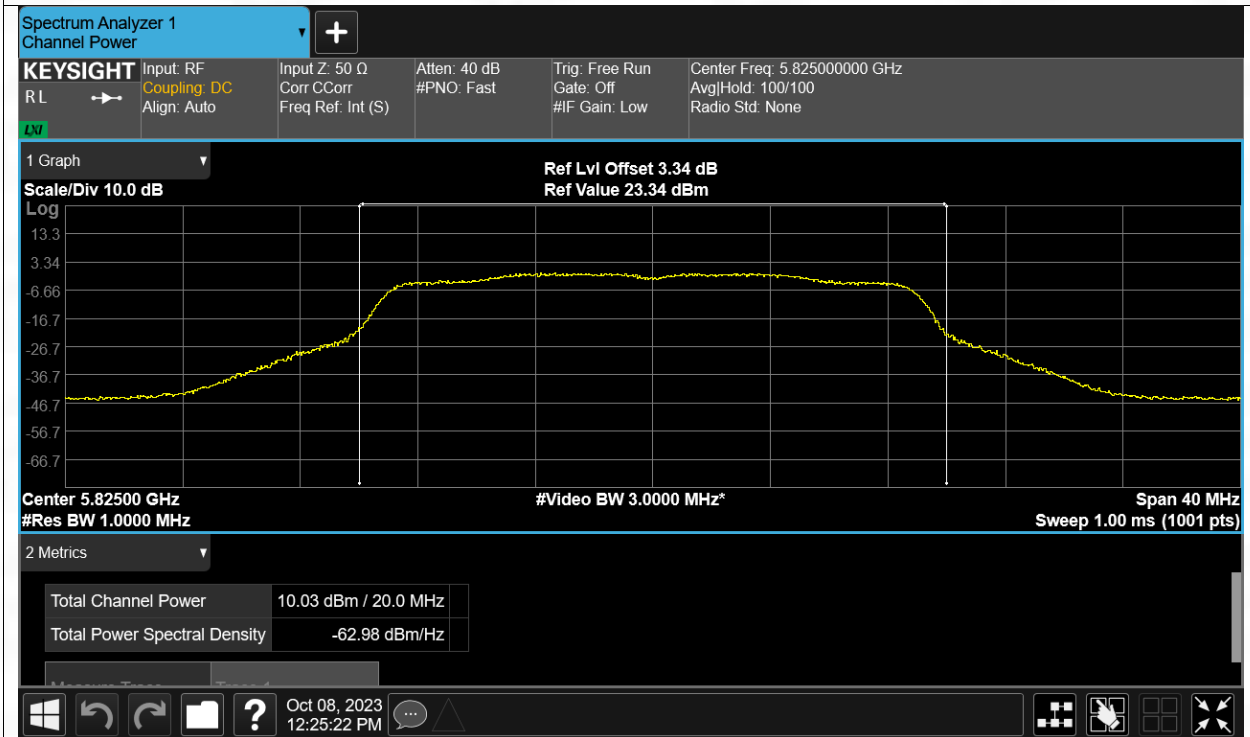 Spectrum Analyzer 1
Channel Power
KEYSIGHT
R L
LXI
Input: RF
Coupling: DC
Align: Auto
Input Z: 50 Ω
Corr CCorr
Freq Ref: Int (S)
Atten: 40 dB
#PNO: Fast
Trig: Free Run
Gate: Off
#IF Gain: Low
Center Freq: 5.825000000 GHz
Avg|Hold: 100/100
Radio Std: None
1 Graph
Scale/Div 10.0 dB
Ref Lvl Offset 3.34 dB
Ref Value 23.34 dBm
Log
13.3
3.34
-6.66
-16.7
-26.7
-36.7
-46.7
-56.7
-66.7
Center 5.82500 GHz
#Res BW 1.0000 MHz
#Video BW 3.0000 MHz*
Span 40 MHz
Sweep 1.00 ms (1001 pts)
2 Metrics
Total Channel Power 10.03 dBm / 20.0 MHz
Total Power Spectral Density -62.98 dBm/Hz
Measure Trace Trace 1
?
Oct 08, 2023
12:25:22 PM